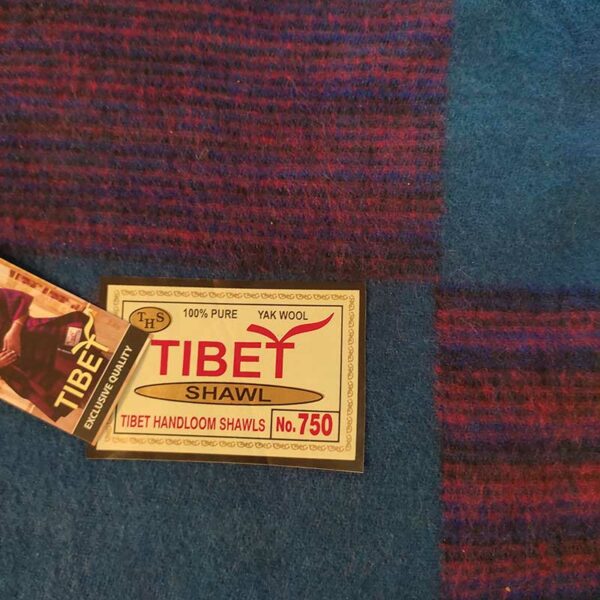 THS
100% PURE YAK WOOL
TIBET
SHAWL
TIBET HANDLOOM SHAWLS No. 750
TIBET
EXCLUSIVE QUALITY